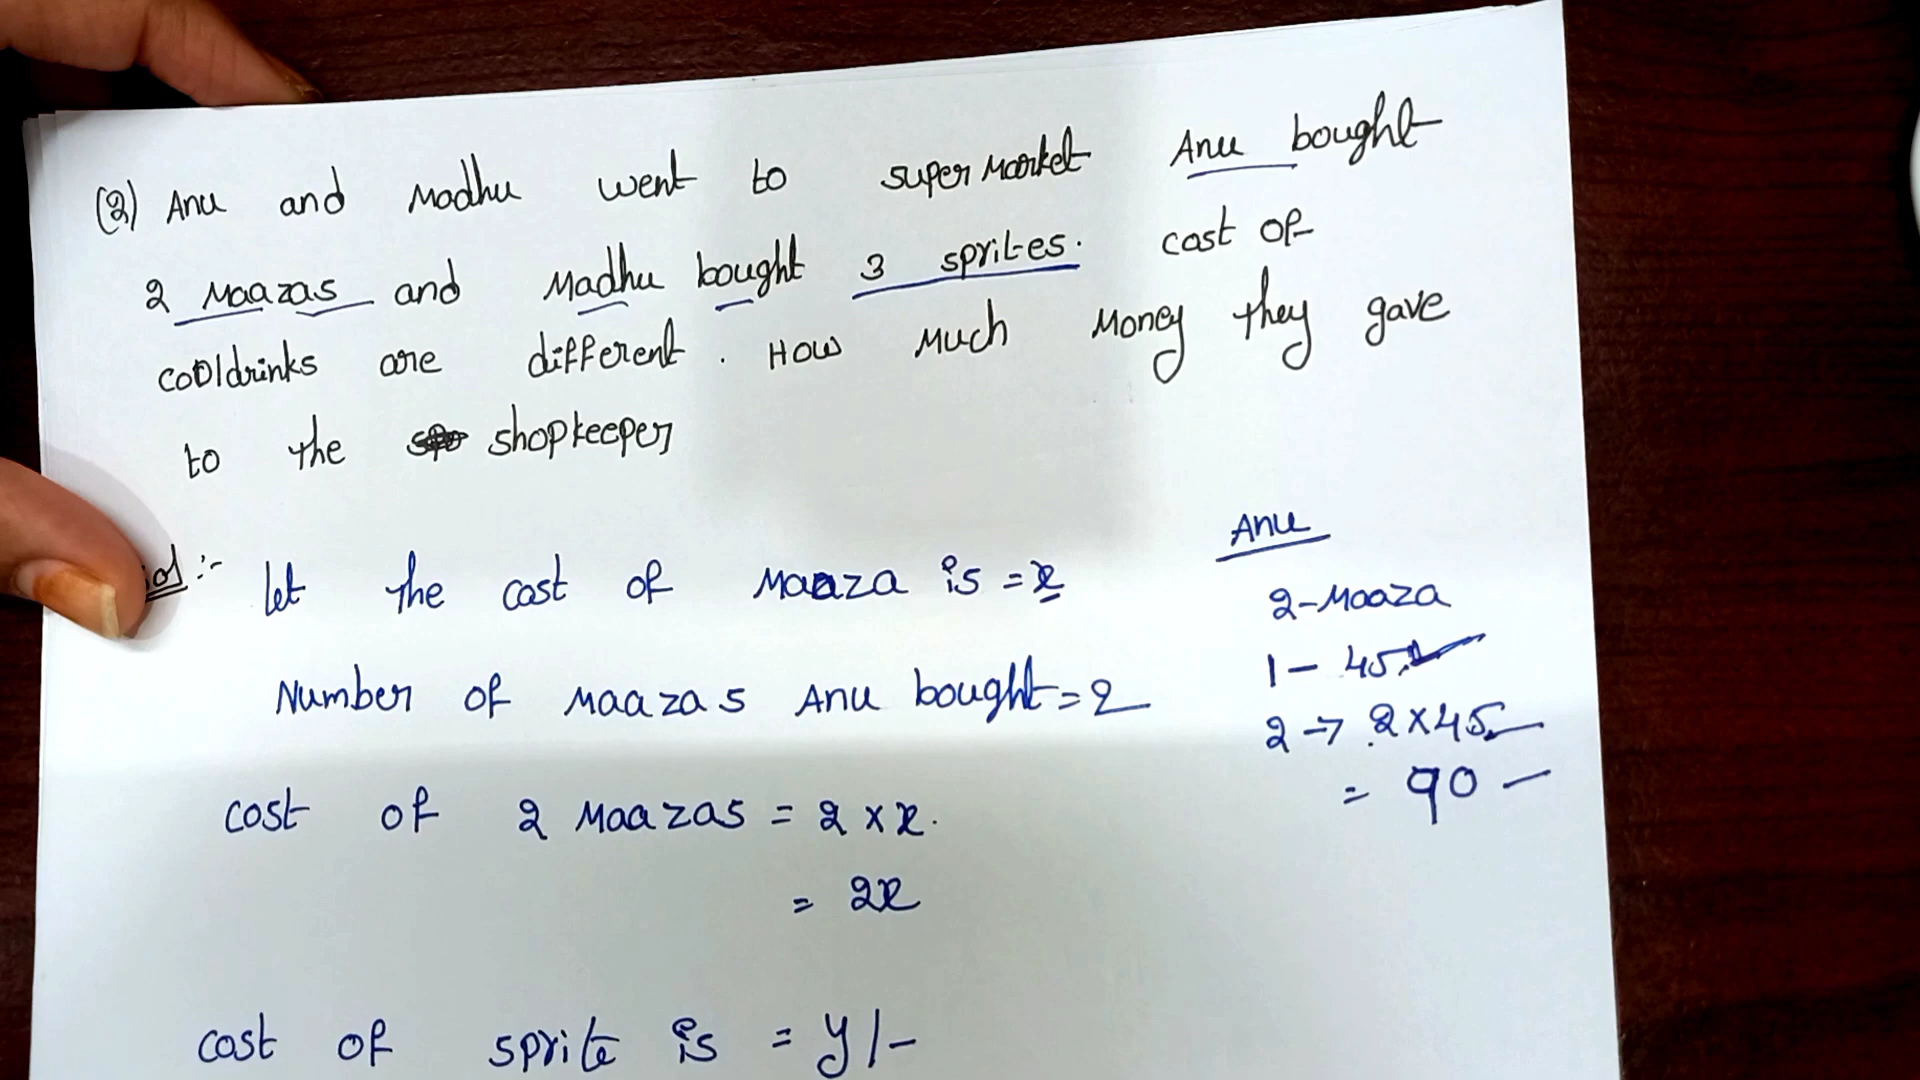 (2) Anu and Madhu went to super market Anu bought
2 Maazas and Madhu bought 3 sprites. cost of
cooldrinks are different. How Much Money they gave
to the shopkeeper
Sol :- let the cost of Maaza is = x
Number of Maazas Anu bought = 2
cost of 2 Maazas = 2 × x.
= 2x
cost of sprite is = y/-
Anu
2-Maaza
1 - 45
2 → 2×45
= 90 -